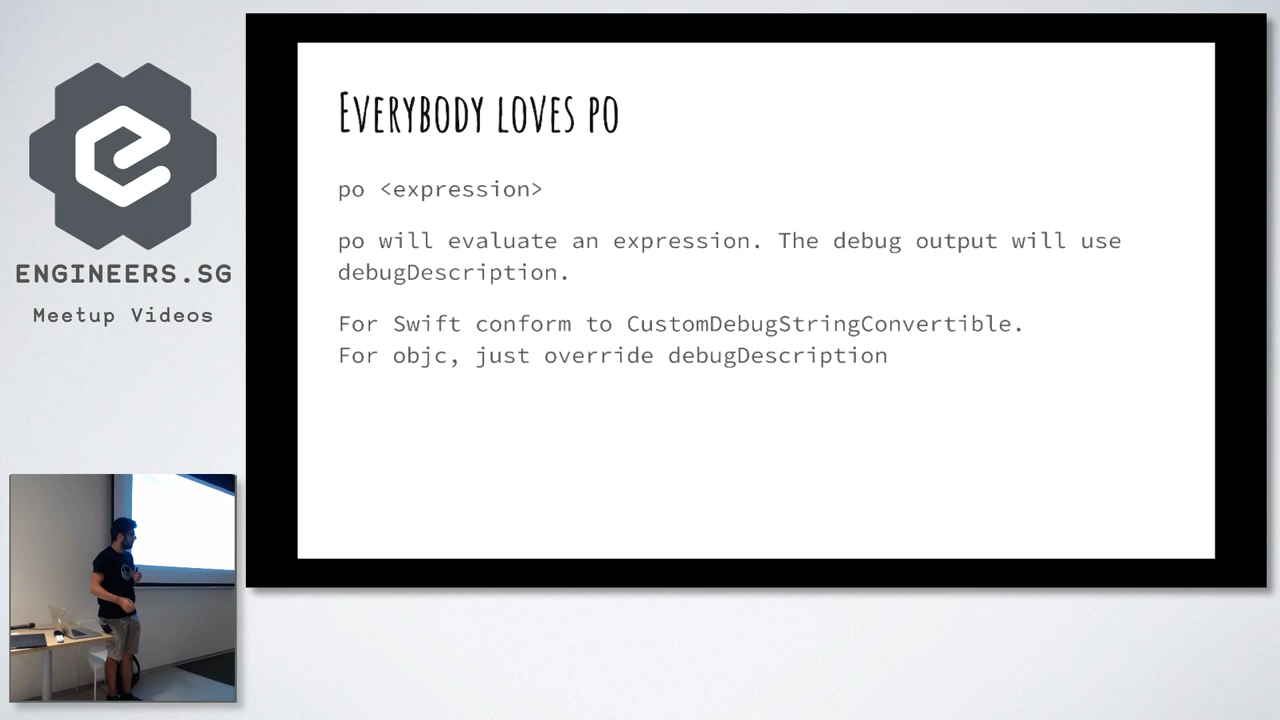 ENGINEERS.SG
Meetup Videos
EVERYBODY LOVES PO
po <expression>
po will evaluate an expression. The debug output will use
debugDescription.
For Swift conform to CustomDebugStringConvertible.
For objc, just override debugDescription